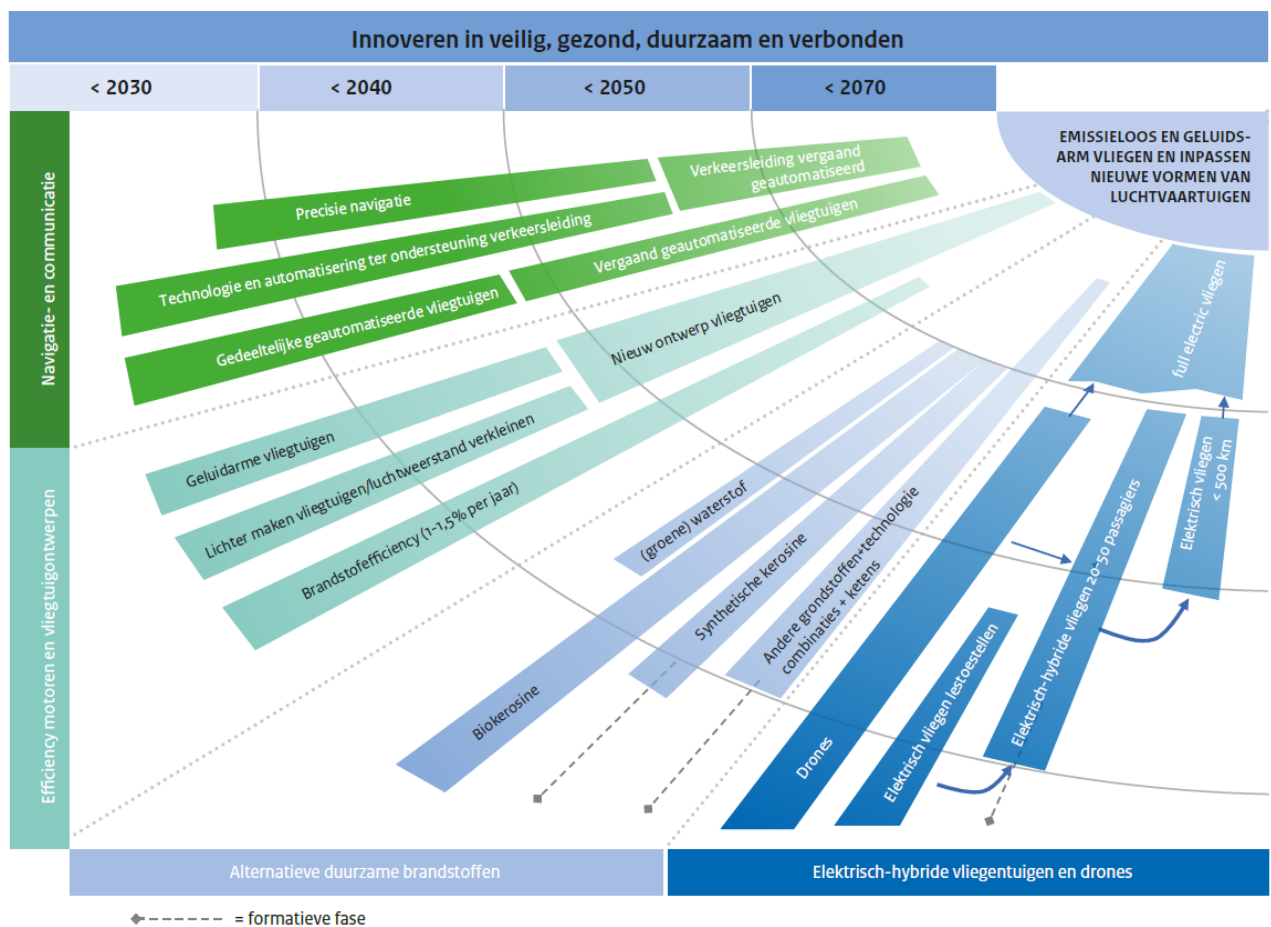 Innoveren in veilig, gezond, duurzaam en verbonden
< 2030
< 2040
< 2050
< 2070
EMISSIELOOS EN GELUIDS-
ARM VLIEGEN EN INPASSEN
NIEUWE VORMEN VAN
LUCHTVAARTUIGEN
Navigatie- en communicatie
Precisie navigatie
Verkeersleiding vergaand
geautomatiseerd
Technologie en automatisering ter ondersteuning verkeersleiding
Vergaand geautomatiseerde vliegtuigen
Gedeeltelijke geautomatiseerde vliegtuigen
Efficiency motoren en vliegtuigontwerpen
Geluidarme vliegtuigen
Nieuw ontwerp vliegtuigen
Lichter maken vliegtuigen/luchtweerstand verkleinen
Brandstofefficiency (1-1,5% per jaar)
(groene) waterstof
Biokerosine
Synthetische kerosine
Andere grondstoffen+technologie
combinaties + ketens
Drones
Elektrisch vliegen lestoestellen
Elektrisch-hybride vliegen 20-50 passagiers
Elektrisch vliegen
< 500 km
full electric vliegen
Alternatieve duurzame brandstoffen
Elektrisch-hybride vliegentuigen en drones
= formatieve fase